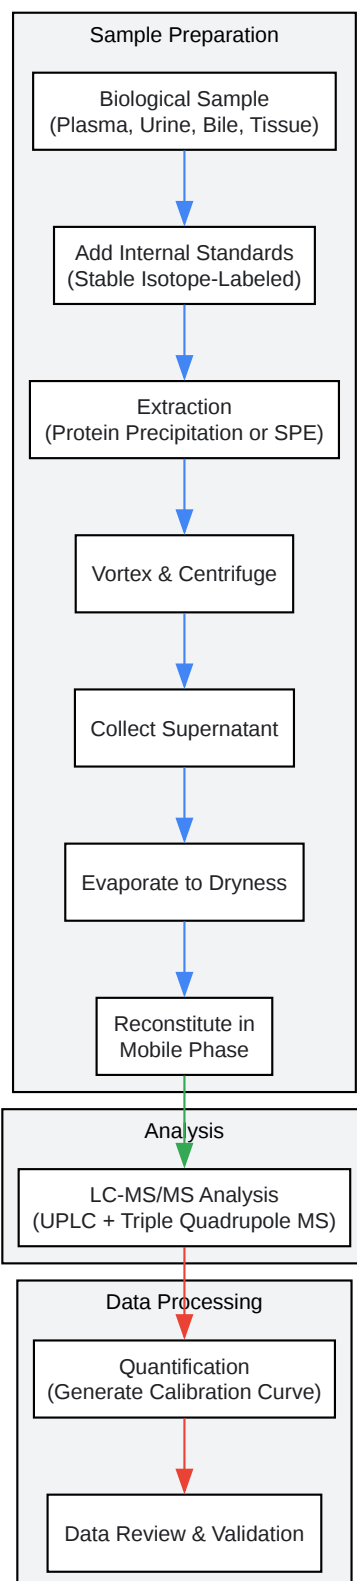 Sample Preparation
Biological Sample
(Plasma, Urine, Bile, Tissue)
Add Internal Standards
(Stable Isotope-Labeled)
Extraction
(Protein Precipitation or SPE)
Vortex & Centrifuge
Collect Supernatant
Evaporate to Dryness
Reconstitute in
Mobile Phase
Analysis
LC-MS/MS Analysis
(UPLC + Triple Quadrupole MS)
Data Processing
Quantification
(Generate Calibration Curve)
Data Review & Validation